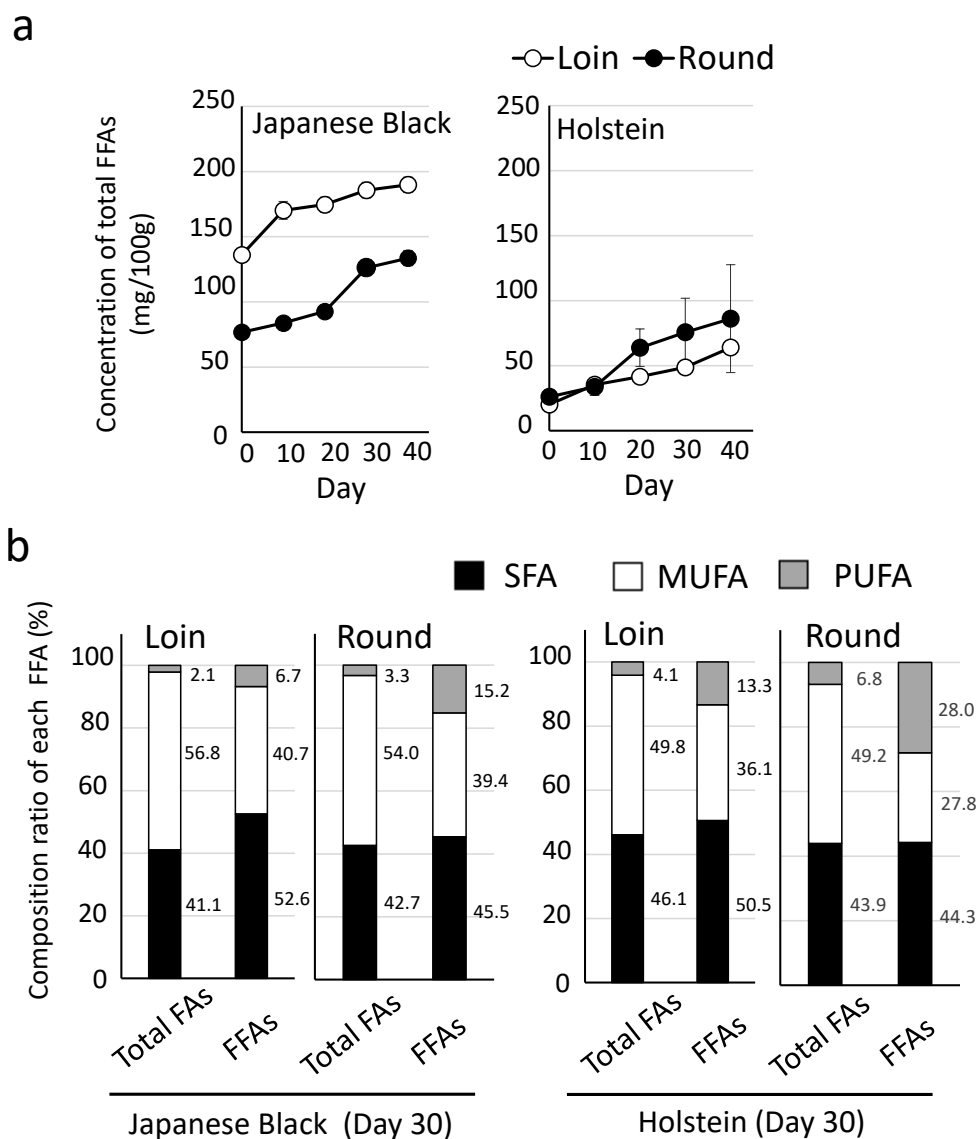 a
Loin Round
Concentration of total FFAs
(mg/100g)
250
200
150
100
50
0
Japanese Black
0 10 20 30 40
Day
250
200
150
100
50
0
Holstein
0 10 20 30 40
Day
b
SFA MUFA PUFA
Composition ratio of each FFA (%)
100
80
60
40
20
0
Loin
2.1
56.8
41.1
6.7
40.7
52.6
Total FAs FFAs
Round
3.3
54.0
42.7
15.2
39.4
45.5
Total FAs FFAs
Japanese Black (Day 30)
100
80
60
40
20
0
Loin
4.1
49.8
46.1
13.3
36.1
50.5
Total FAs FFAs
Round
6.8
49.2
43.9
28.0
27.8
44.3
Total FAs FFAs
Holstein (Day 30)